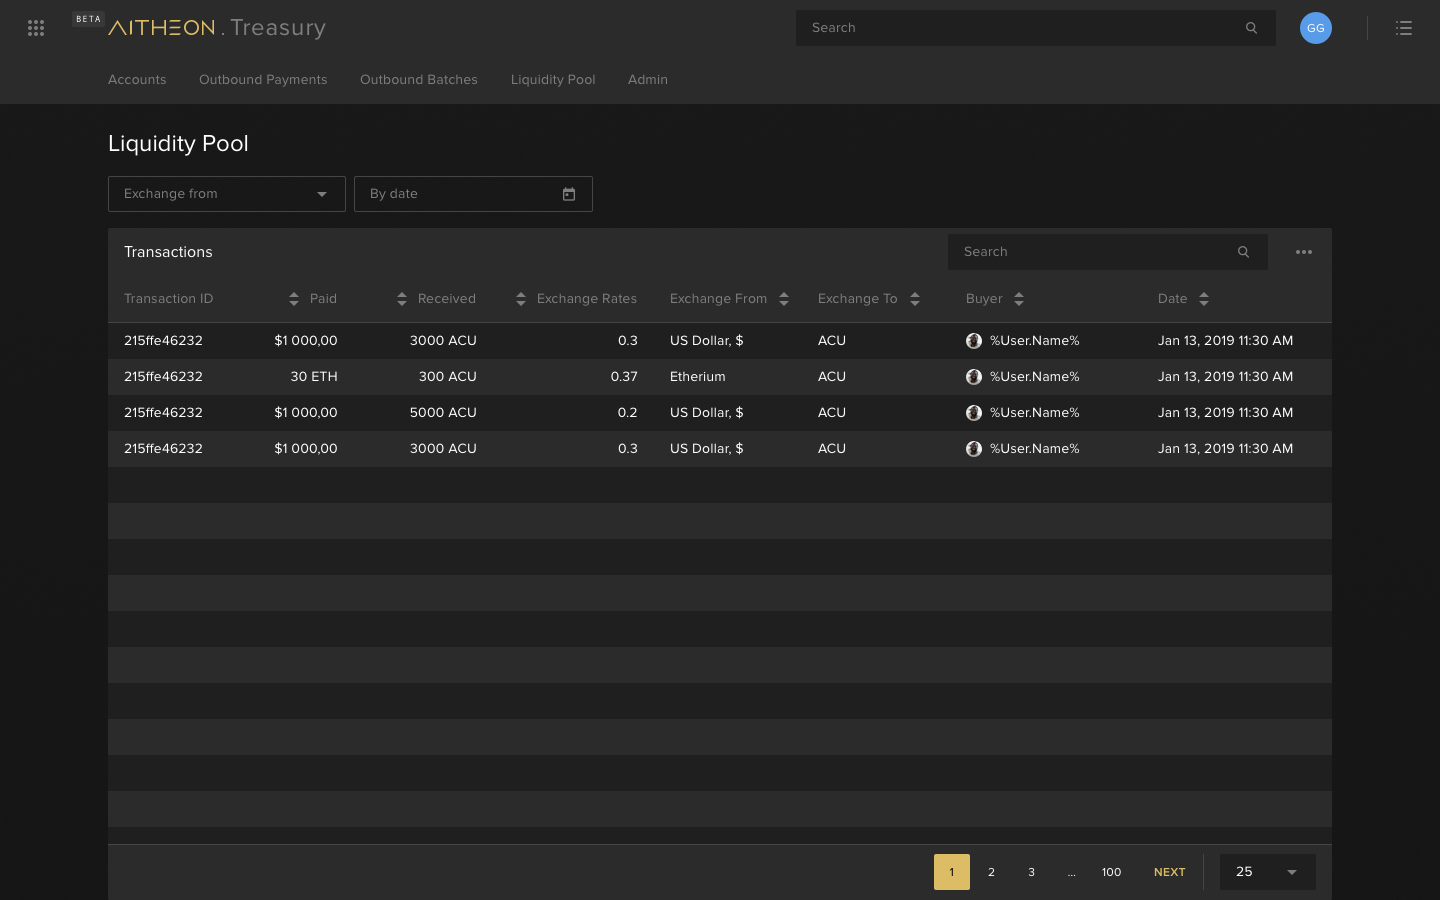 BETA
AITHEON . Treasury
Search
GG
Accounts Outbound Payments Outbound Batches Liquidity Pool Admin
Liquidity Pool
Exchange from By date
Transactions Search
Transaction ID Paid Received Exchange Rates Exchange From Exchange To Buyer Date
215ffe46232 $1 000,00 3000 ACU 0.3 US Dollar, $ ACU %User.Name% Jan 13, 2019 11:30 AM
215ffe46232 30 ETH 300 ACU 0.37 Etherium ACU %User.Name% Jan 13, 2019 11:30 AM
215ffe46232 $1 000,00 5000 ACU 0.2 US Dollar, $ ACU %User.Name% Jan 13, 2019 11:30 AM
215ffe46232 $1 000,00 3000 ACU 0.3 US Dollar, $ ACU %User.Name% Jan 13, 2019 11:30 AM
1 2 3 ... 100 NEXT 25